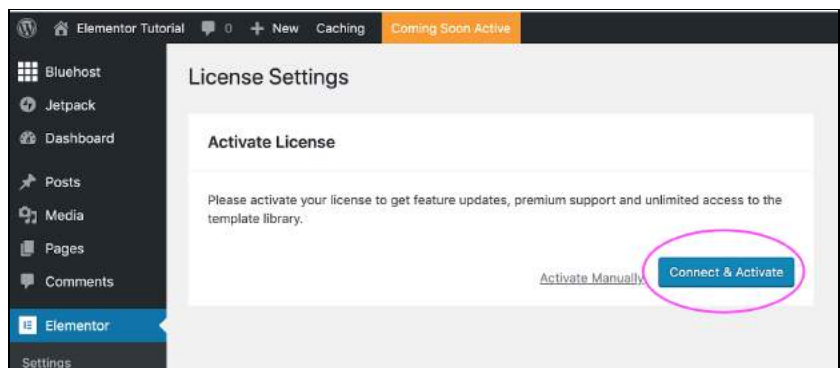 Elementor Tutorial 0 + New Caching Coming Soon Active
Bluehost
Jetpack
Dashboard
Posts
Media
Pages
Comments
Elementor
Settings
License Settings
Activate License
Please activate your license to get feature updates, premium support and unlimited access to the
template library.
Activate Manually Connect & Activate